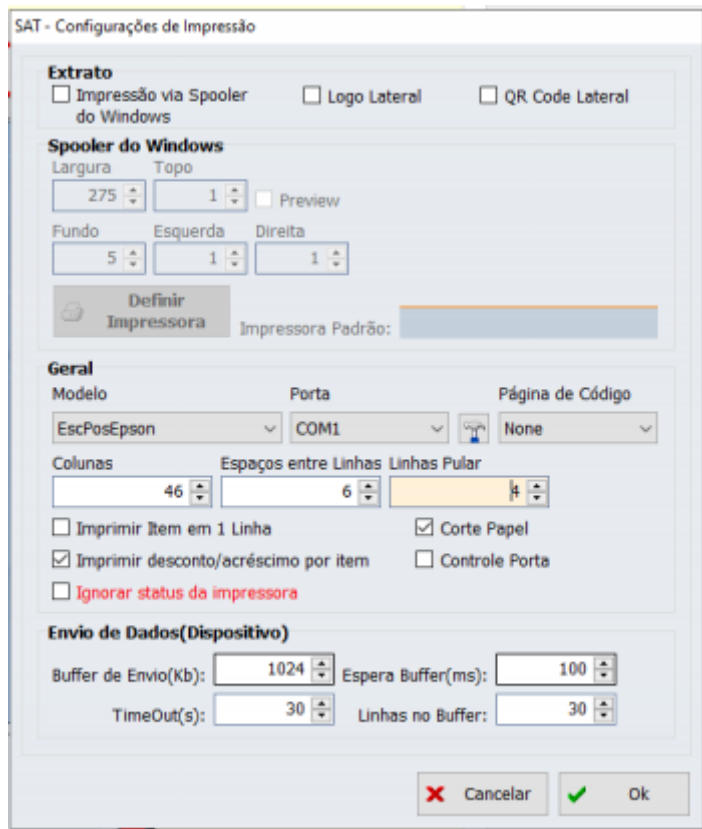 SAT - Configurações de Impressão
Extrato
Impressão via Spooler do Windows
Logo Lateral
QR Code Lateral
Spooler do Windows
Largura Topo
275 1 Preview
Fundo Esquerda Direita
5 1 1
Definir Impressora
Impressora Padrão:
Geral
Modelo Porta Página de Código
EscPosEpson COM1 None
Colunas Espaços entre Linhas Linhas Pular
46 6 4
Imprimir Item em 1 Linha Corte Papel
Imprimir desconto/acréscimo por item Controle Porta
Ignorar status da impressora
Envio de Dados(Dispositivo)
Buffer de Envio(Kb): 1024 Espera Buffer(ms): 100
TimeOut(s): 30 Linhas no Buffer: 30
Cancelar Ok